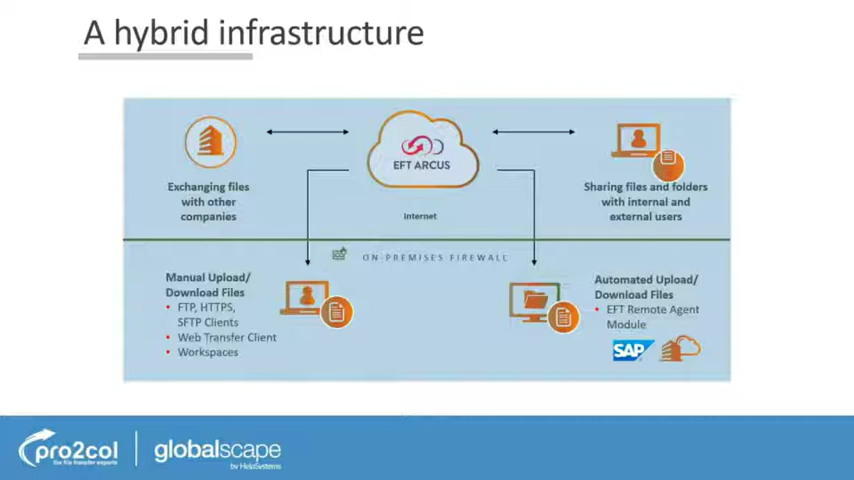 A hybrid infrastructure
EFT ARCUS
Exchanging files
with other
companies
Internet
Sharing files and folders
with internal and
external users
ON-PREMISES FIREWALL
Manual Upload/
Download Files
• FTP, HTTPS,
SFTP Clients
• Web Transfer Client
• Workspaces
Automated Upload/
Download Files
• EFT Remote Agent
Module
SAP
pro2col
the file transfer experts
globalscape
by HelpSystems